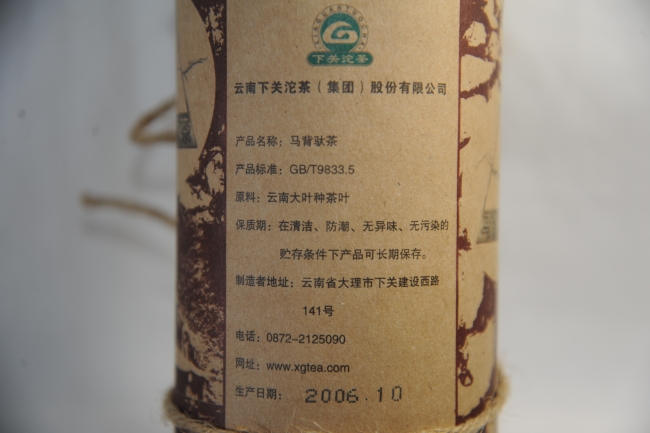 下关沱茶
云南下关沱茶(集团)股份有限公司
产品名称：马背驮茶
产品标准：GB/T9833.5
原料：云南大叶种茶叶
保质期：在清洁、防潮、无异味、无污染的
贮存条件下产品可长期保存。
制造者地址：云南省大理市下关建设西路
141号
电话：0872-2125090
网址：www.xgtea.com
生产日期：2006.10